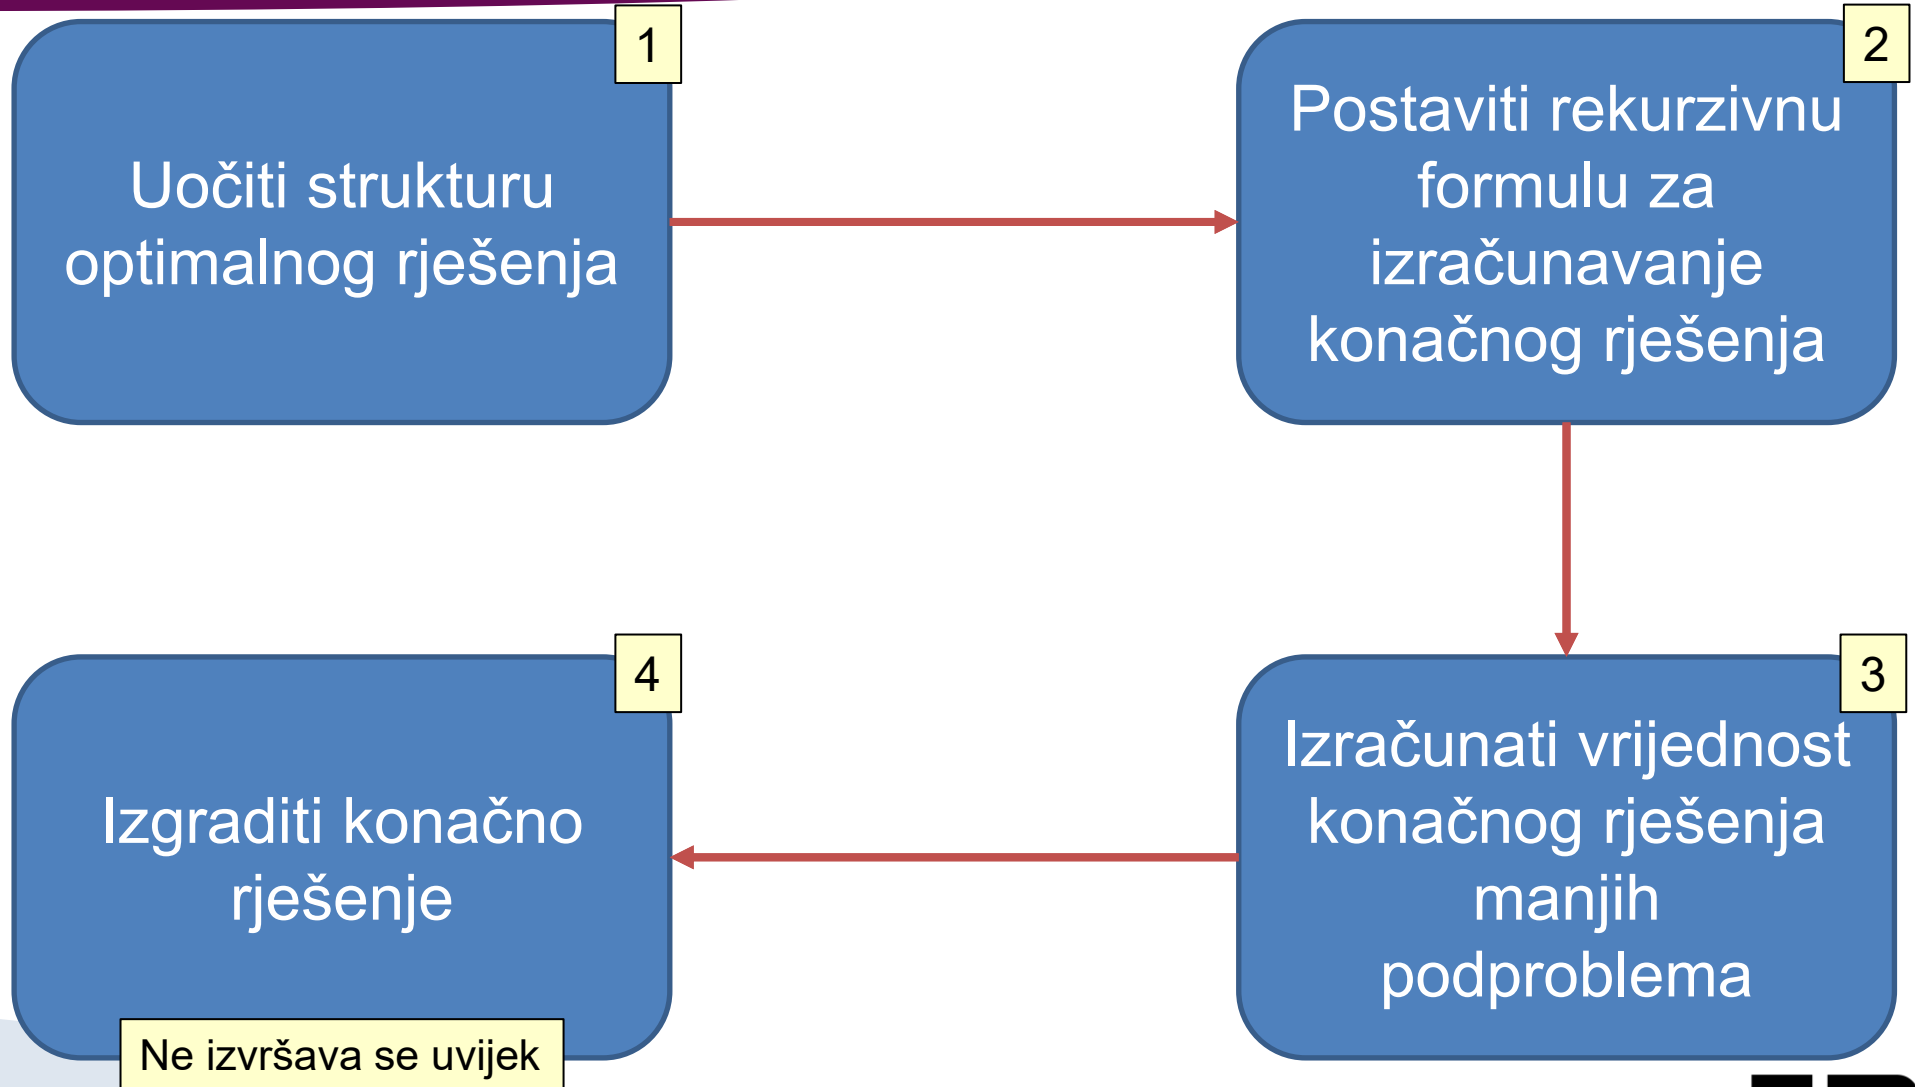 1
Uočiti strukturu
optimalnog rješenja
2
Postaviti rekurzivnu
formulu za
izračunavanje
konačnog rješenja
3
Izračunati vrijednost
konačnog rješenja
manjih
podproblema
4
Izgraditi konačno
rješenje
Ne izvršava se uvijek